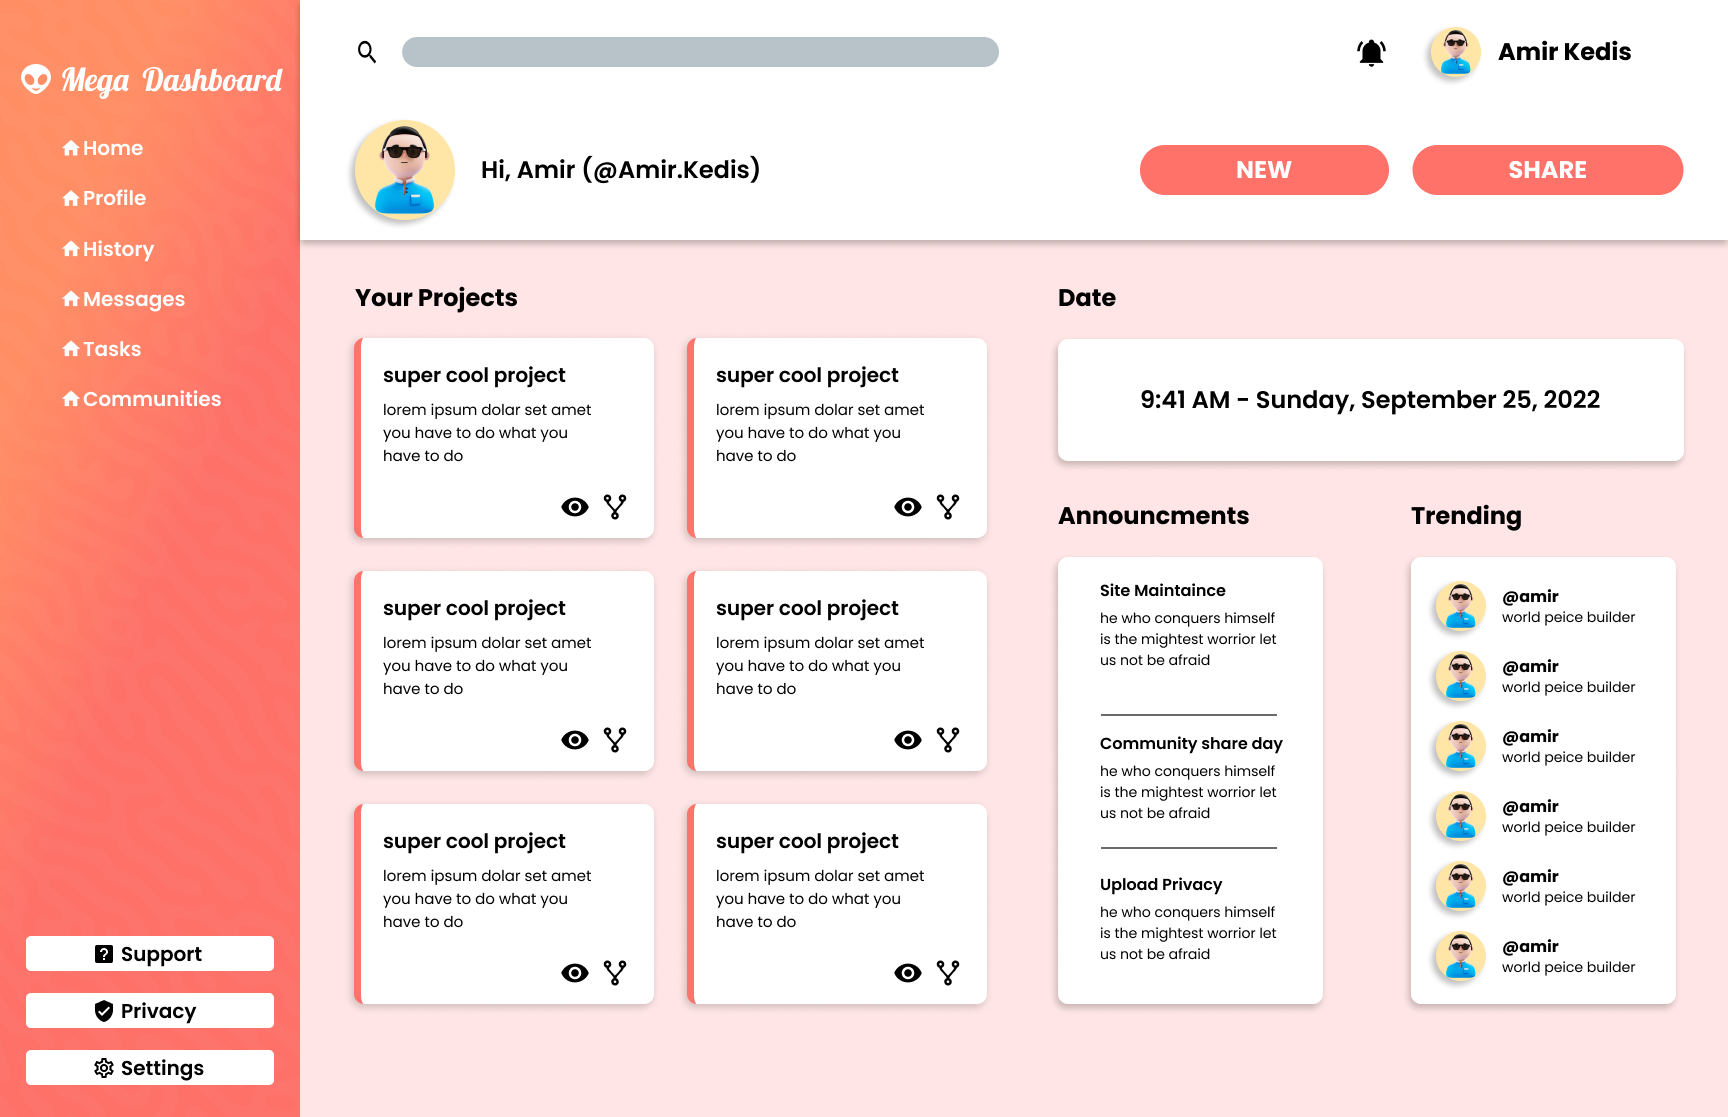 Mega Dashboard
Home
Profile
History
Messages
Tasks
Communities
Support
Privacy
Settings
Amir Kedis
Hi, Amir (@Amir.Kedis)
NEW
SHARE
Your Projects
super cool project
lorem ipsum dolar set amet
you have to do what you
have to do
super cool project
lorem ipsum dolar set amet
you have to do what you
have to do
super cool project
lorem ipsum dolar set amet
you have to do what you
have to do
super cool project
lorem ipsum dolar set amet
you have to do what you
have to do
super cool project
lorem ipsum dolar set amet
you have to do what you
have to do
super cool project
lorem ipsum dolar set amet
you have to do what you
have to do
Date
9:41 AM - Sunday, September 25, 2022
Announcments
Site Maintaince
he who conquers himself
is the mightest worrior let
us not be afraid
Community share day
he who conquers himself
is the mightest worrior let
us not be afraid
Upload Privacy
he who conquers himself
is the mightest worrior let
us not be afraid
Trending
@amir
world peice builder
@amir
world peice builder
@amir
world peice builder
@amir
world peice builder
@amir
world peice builder
@amir
world peice builder